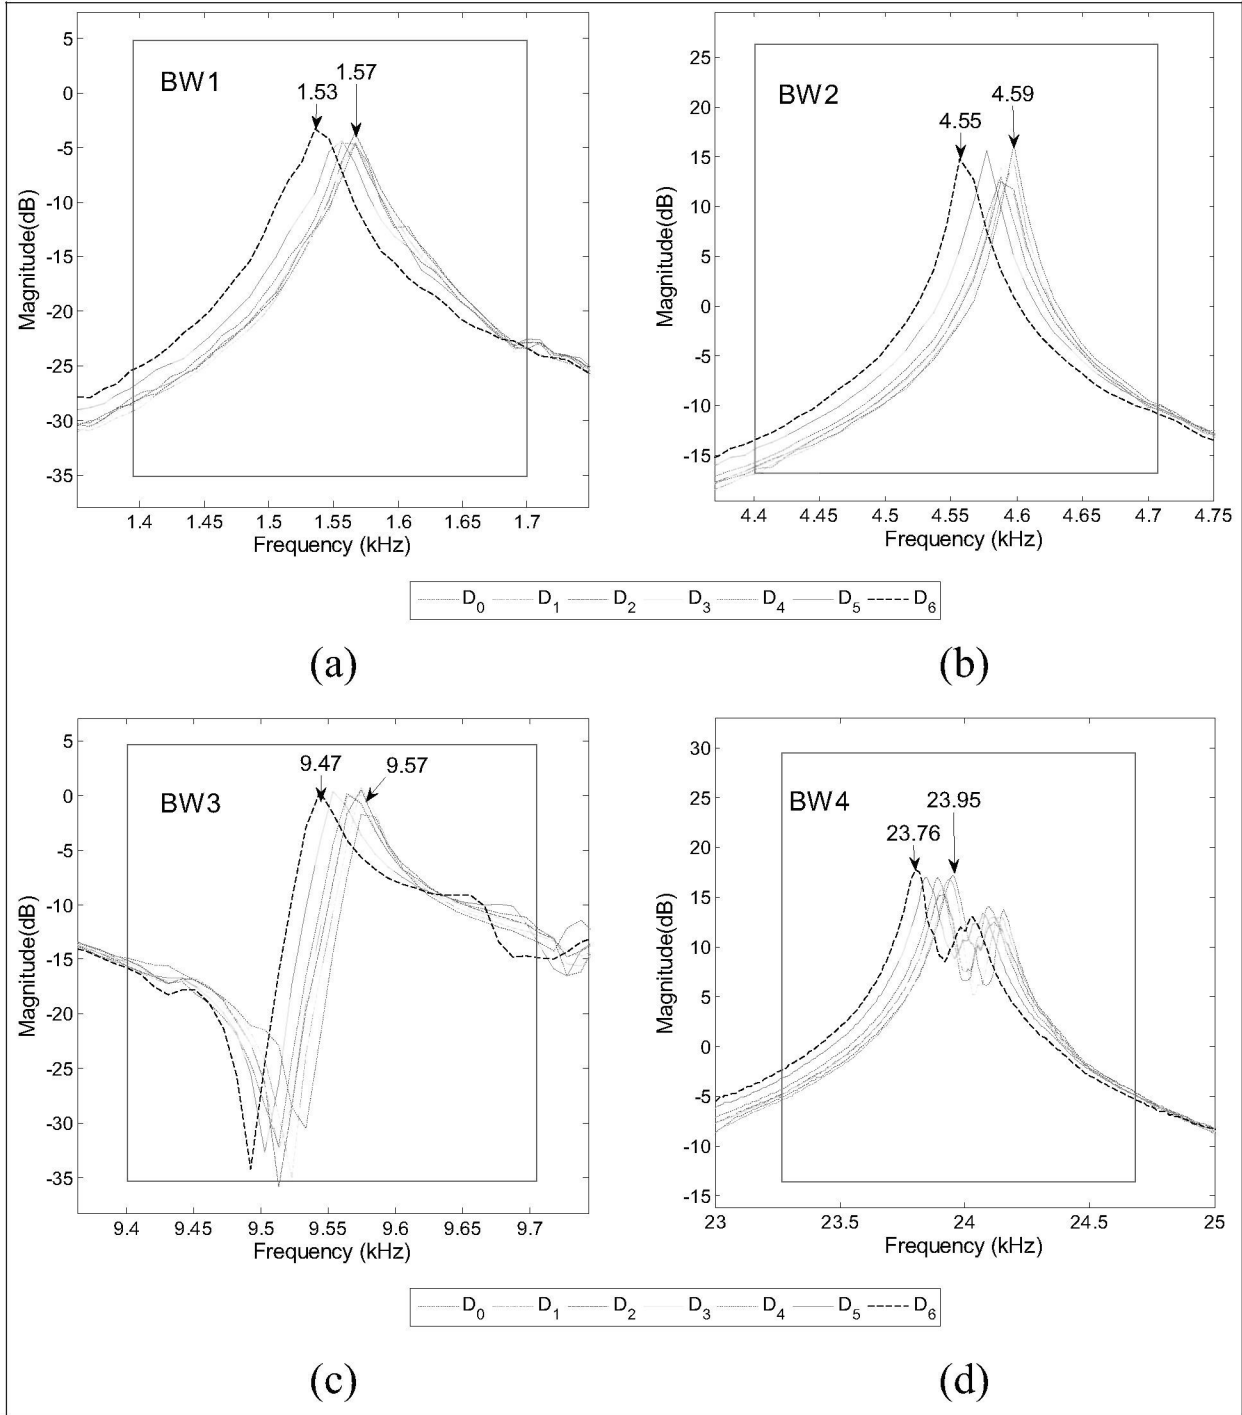 BW1
1.53
1.57
5
0
-5
-10
-15
-20
-25
-30
-35
Magnitude(dB)
1.4 1.45 1.5 1.55 1.6 1.65 1.7
Frequency (kHz)
BW2
4.55
4.59
25
20
15
10
5
0
-5
-10
-15
Magnitude(dB)
4.4 4.45 4.5 4.55 4.6 4.65 4.7 4.75
Frequency (kHz)
D0 D1 D2 D3 D4 D5 D6
(a)
(b)
BW3
9.47
9.57
5
0
-5
-10
-15
-20
-25
-30
-35
Magnitude(dB)
9.4 9.45 9.5 9.55 9.6 9.65 9.7
Frequency (kHz)
BW4
23.76
23.95
30
25
20
15
10
5
0
-5
-10
-15
Magnitude(dB)
23 23.5 24 24.5 25
Frequency (kHz)
D0 D1 D2 D3 D4 D5 D6
(c)
(d)